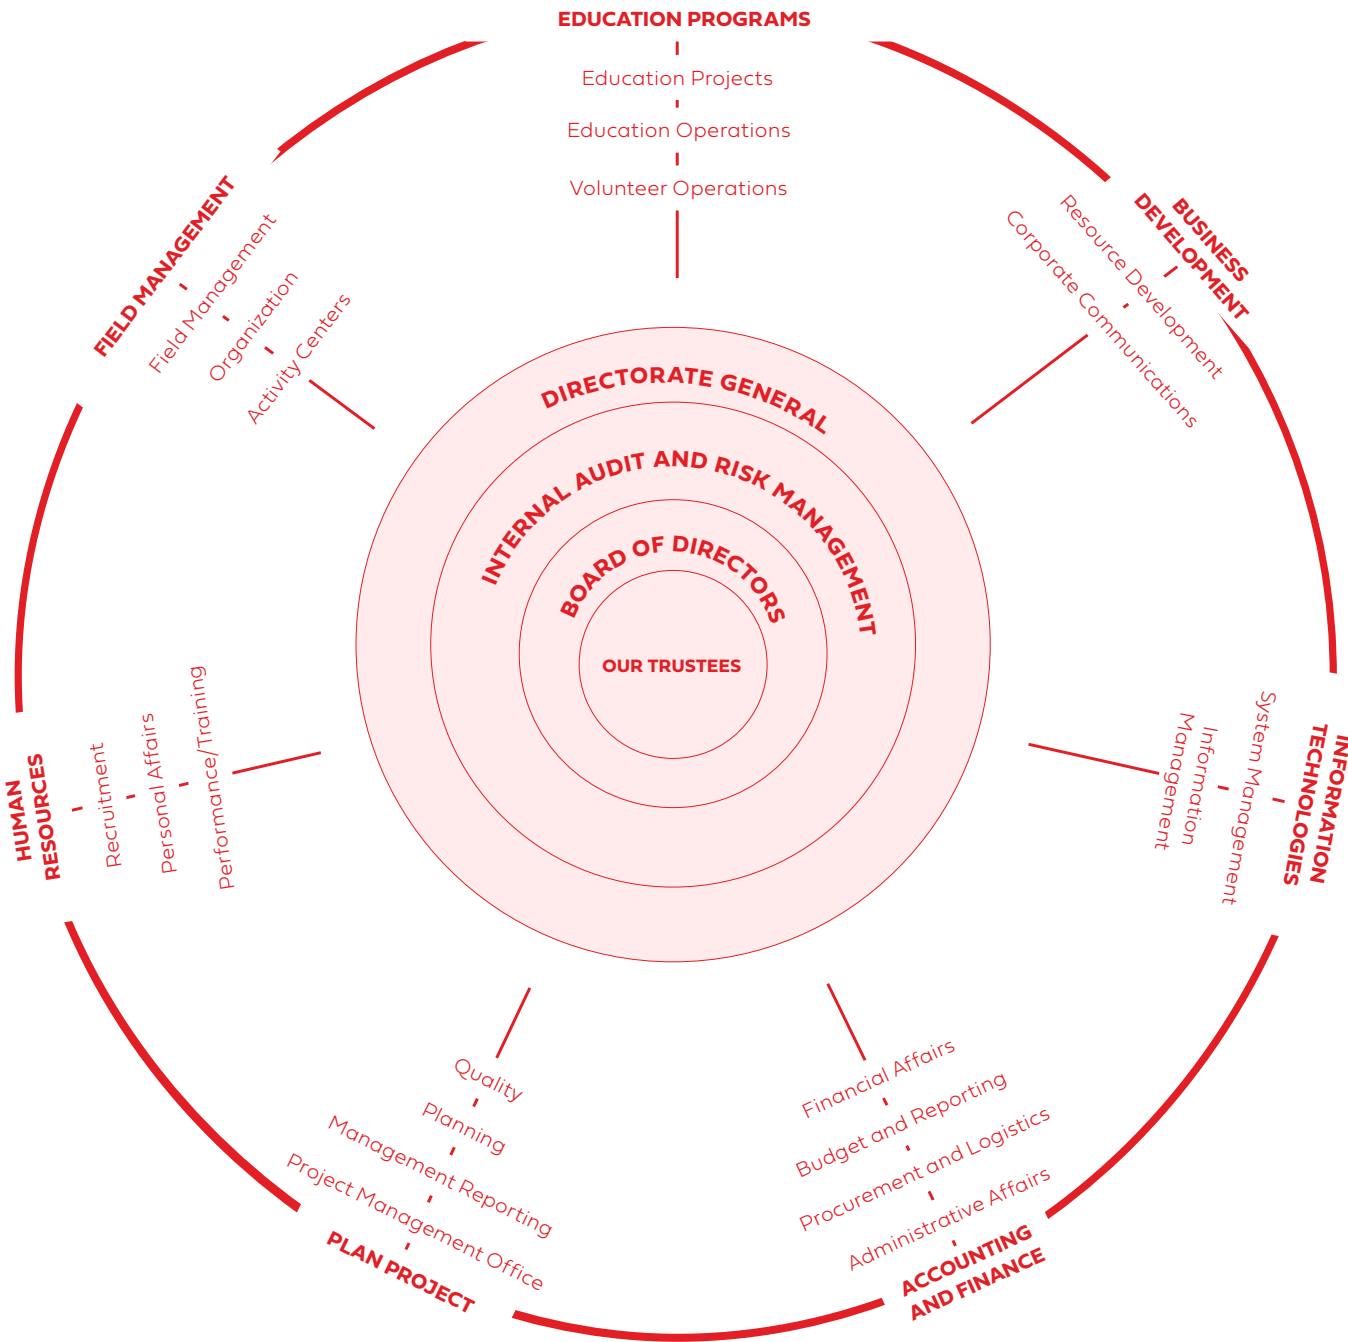 EDUCATION PROGRAMS
Education Projects
Education Operations
Volunteer Operations
BUSINESS
DEVELOPMENT
Resource Development
Corporate Communications
INFORMATION
TECHNOLOGIES
System Management
Information
Management
Financial Affairs
Budget and Reporting
Procurement and Logistics
Administrative Affairs
ACCOUNTING
AND FINANCE
Quality
Planning
Management Reporting
Project Management Office
PLAN PROJECT
HUMAN
RESOURCES
Recruitment
Personal Affairs
Performance/Training
FIELD MANAGEMENT
Field Management
Organization
Activity Centers
DIRECTORATE GENERAL
INTERNAL AUDIT AND RISK MANAGEMENT
BOARD OF DIRECTORS
OUR TRUSTEES